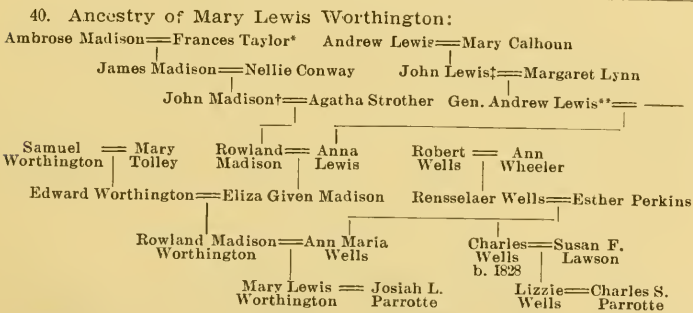 40. Ancestry of Mary Lewis Worthington:
Ambrose Madison══Frances Taylor* Andrew Lewis══Mary Calhoun
James Madison══Nellie Conway John Lewis‡══Margaret Lynn
John Madison†══Agatha Strother Gen. Andrew Lewis**══ ——
Samuel ══ Mary Rowland══ Anna Robert ══ Ann
Worthington Tolley Madison Lewis Wells Wheeler
Edward Worthington══Eliza Given Madison Rensselaer Wells══Esther Perkins
Rowland Madison══Ann Maria Charles══Susan F.
Worthington Wells Wells Lawson
b. 1828
Mary Lewis ══ Josiah L. Lizzie══Charles S.
Worthington Parrotte Wells Parrotte